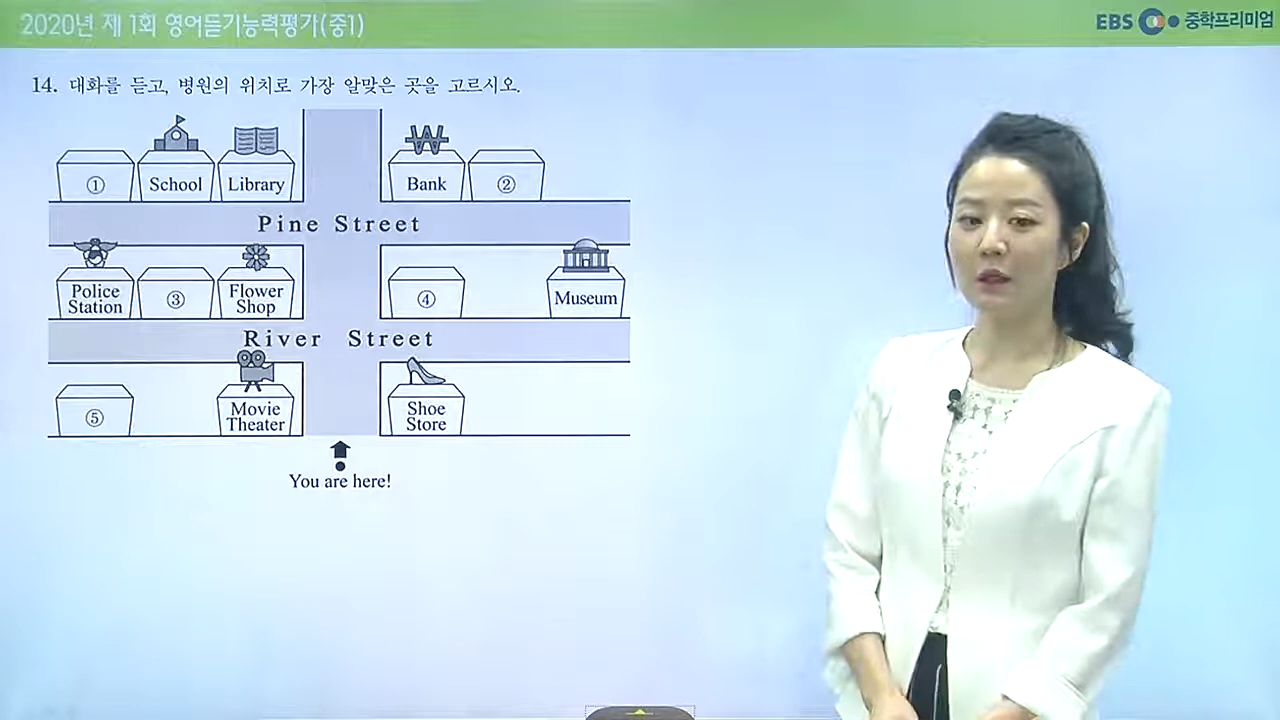 2020년 제 1회 영어듣기능력평가(중1)
EBS 중학프리미엄
14. 대화를 듣고, 병원의 위치로 가장 알맞은 곳을 고르시오.
① School Library Bank ②
Pine Street
Police Station ③ Flower Shop ④ Museum
River Street
⑤ Movie Theater Shoe Store
You are here!